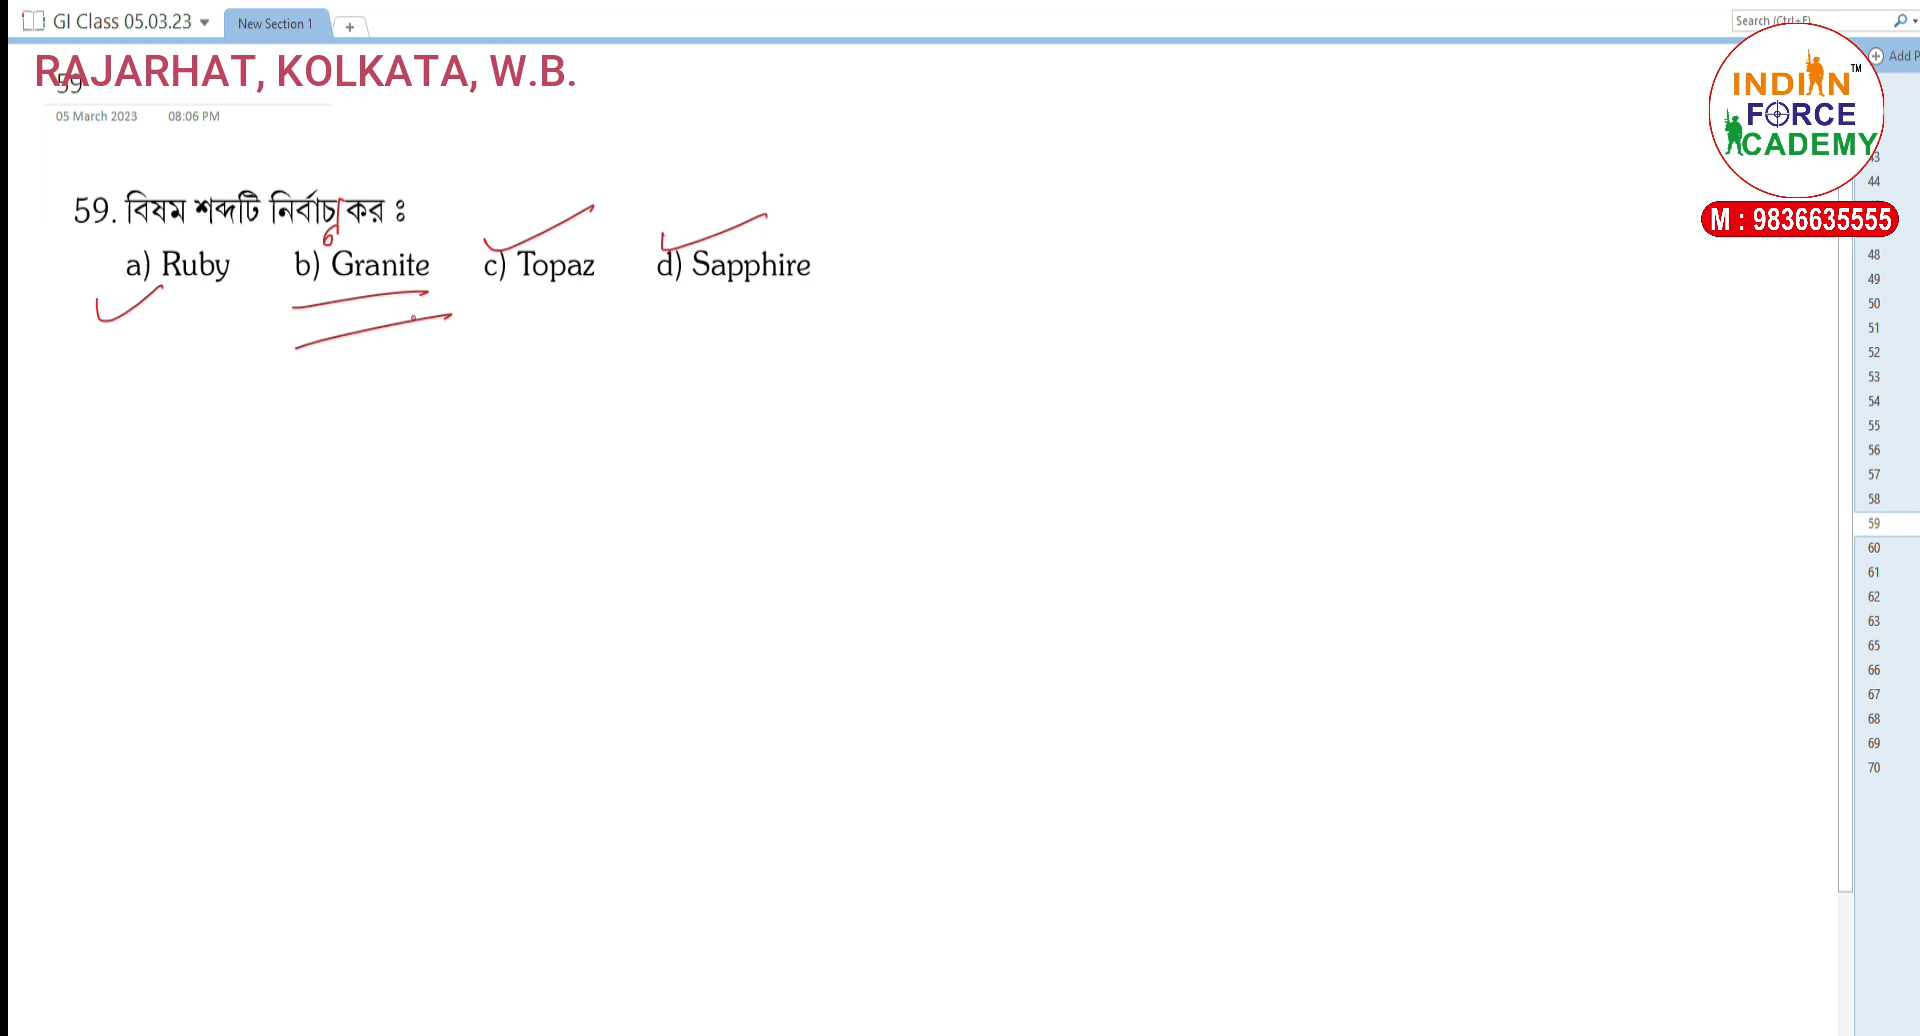 GI Class 05.03.23
New Section 1
+
Search (Ctrl+F)
Add P
RAJARHAT, KOLKATA, W.B.
59
05 March 2023 08:06 PM
INDIAN
FORCE
ACADEMY
TM
M : 9836635555
59. বিষম শব্দটি নির্বাচ কর ঃ
a) Ruby b) Granite c) Topaz d) Sapphire
43
44
48
49
50
51
52
53
54
55
56
57
58
59
60
61
62
63
65
66
67
68
69
70